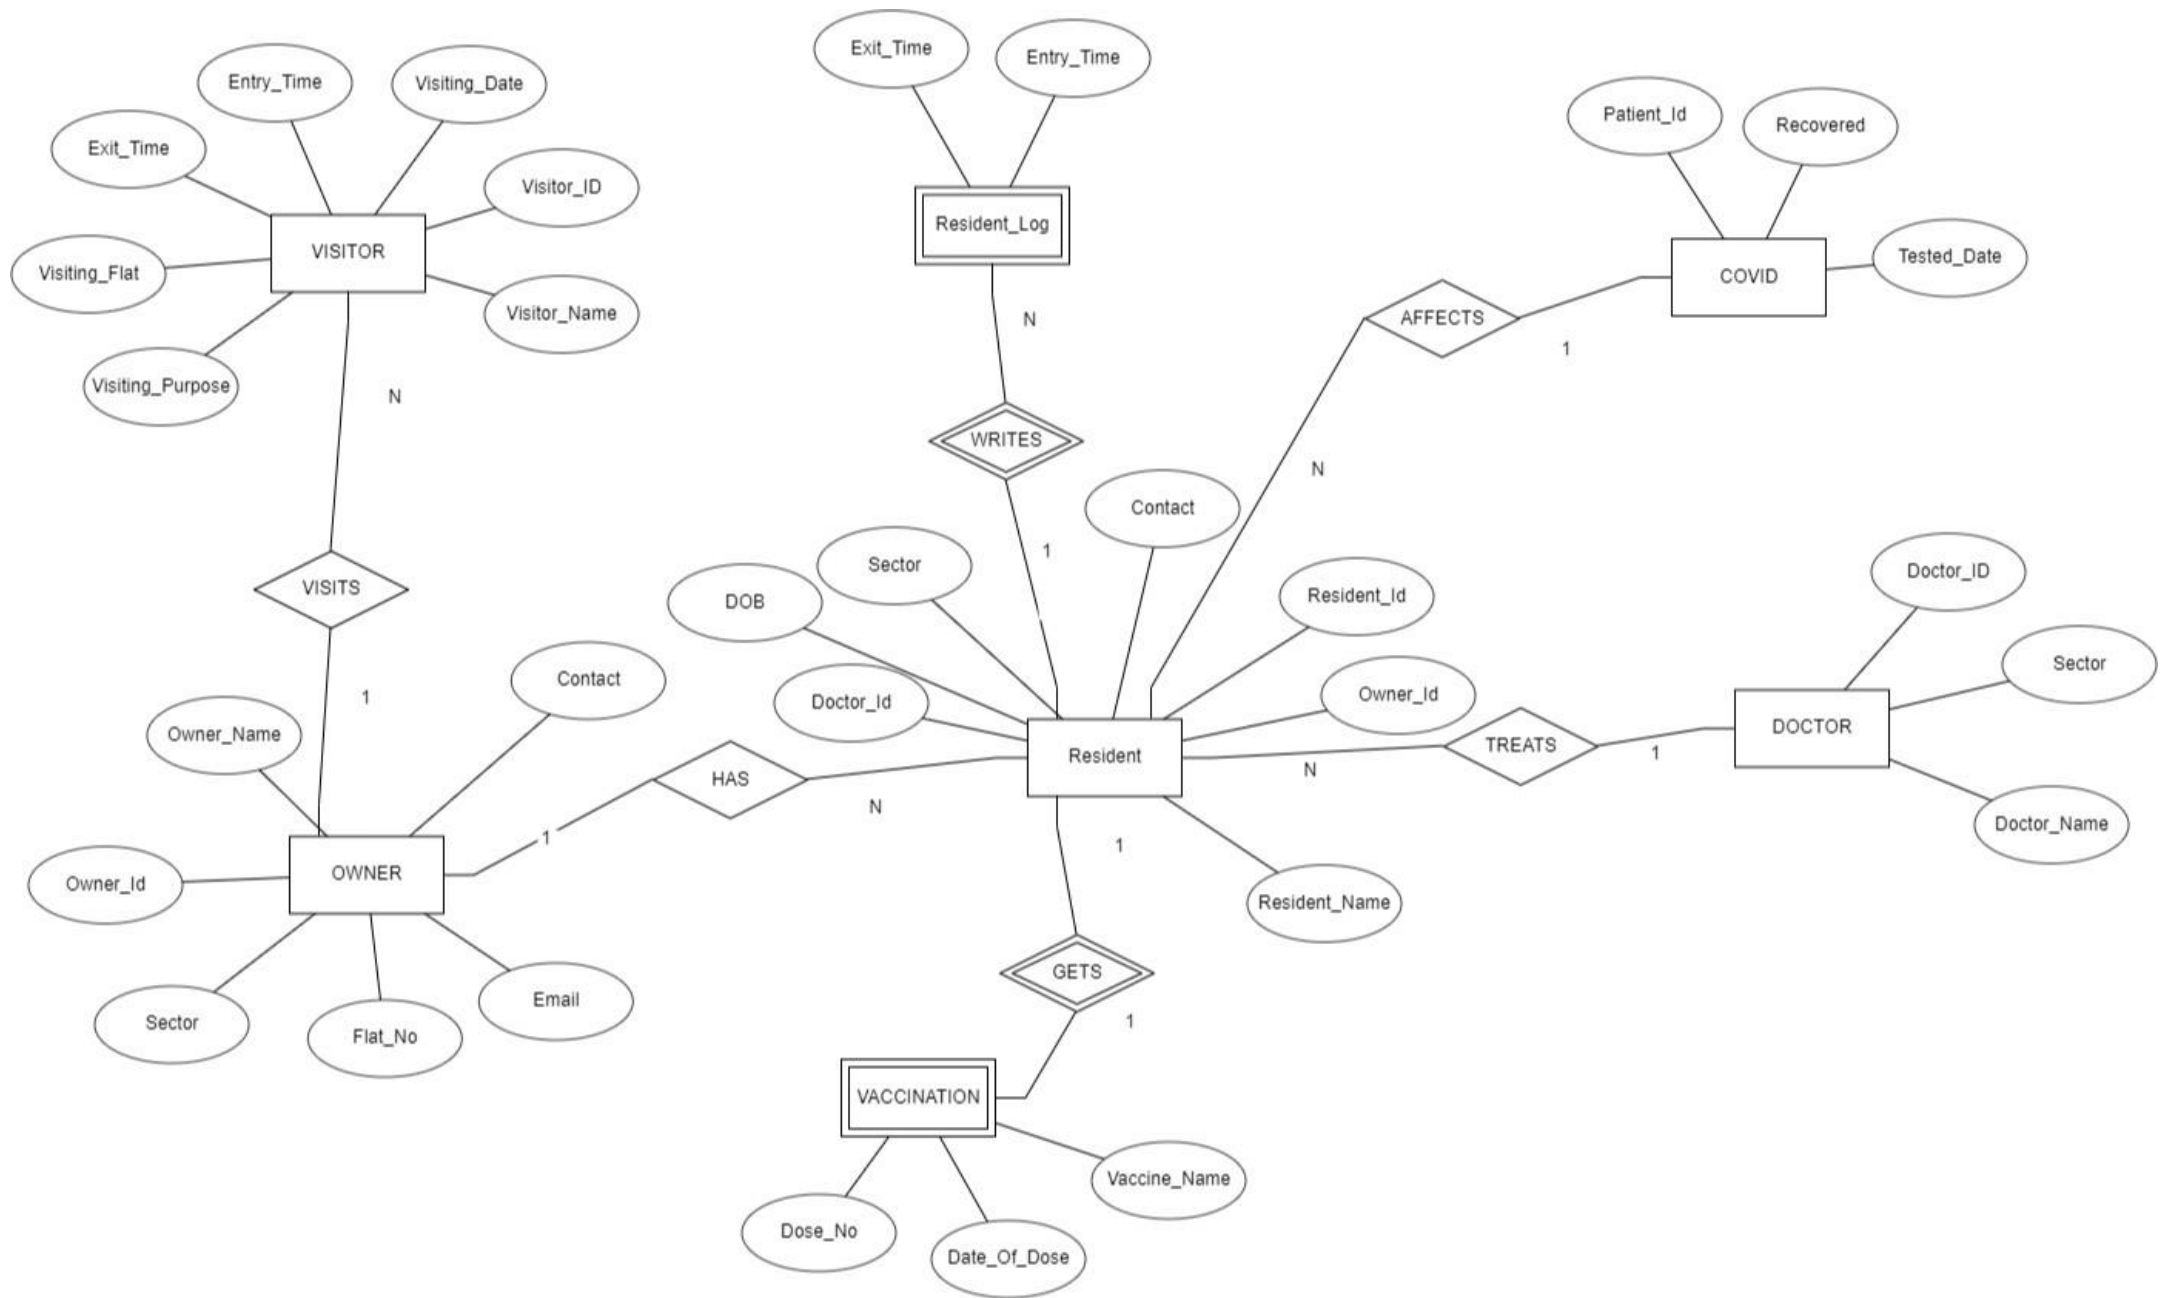 Exit_Time
Entry_Time
Entry_Time
Visiting_Date
Patient_Id
Recovered
Exit_Time
Visitor_ID
Resident_Log
VISITOR
Tested_Date
Visiting_Flat
COVID
Visitor_Name
N
AFFECTS
1
Visiting_Purpose
N
WRITES
N
Contact
1
Sector
Doctor_ID
VISITS
DOB
Resident_Id
Sector
Contact
1
Doctor_Id
Owner_Id
Owner_Name
DOCTOR
TREATS
1
Resident
N
HAS
N
Doctor_Name
1
1
OWNER
Owner_Id
Resident_Name
GETS
Email
Sector
1
Flat_No
VACCINATION
Vaccine_Name
Dose_No
Date_Of_Dose